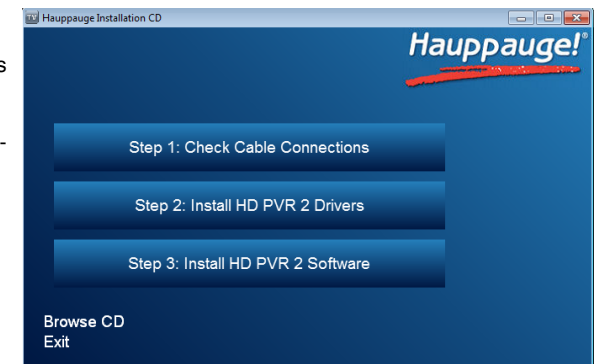 Hauppauge Installation CD
Hauppauge!®
s
-
Step 1: Check Cable Connections
Step 2: Install HD PVR 2 Drivers
Step 3: Install HD PVR 2 Software
Browse CD
Exit